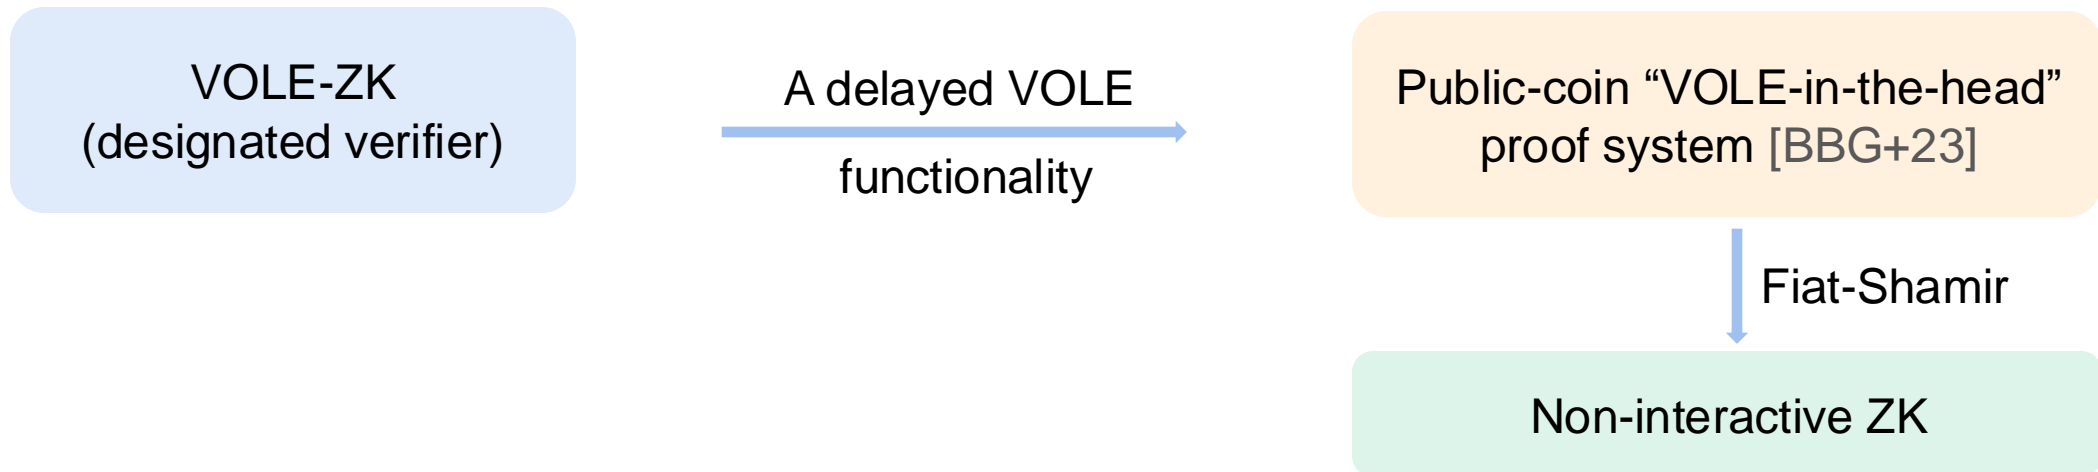 VOLE-ZK
(designated verifier)
A delayed VOLE
functionality
Public-coin “VOLE-in-the-head”
proof system [BBG+23]
Fiat-Shamir
Non-interactive ZK